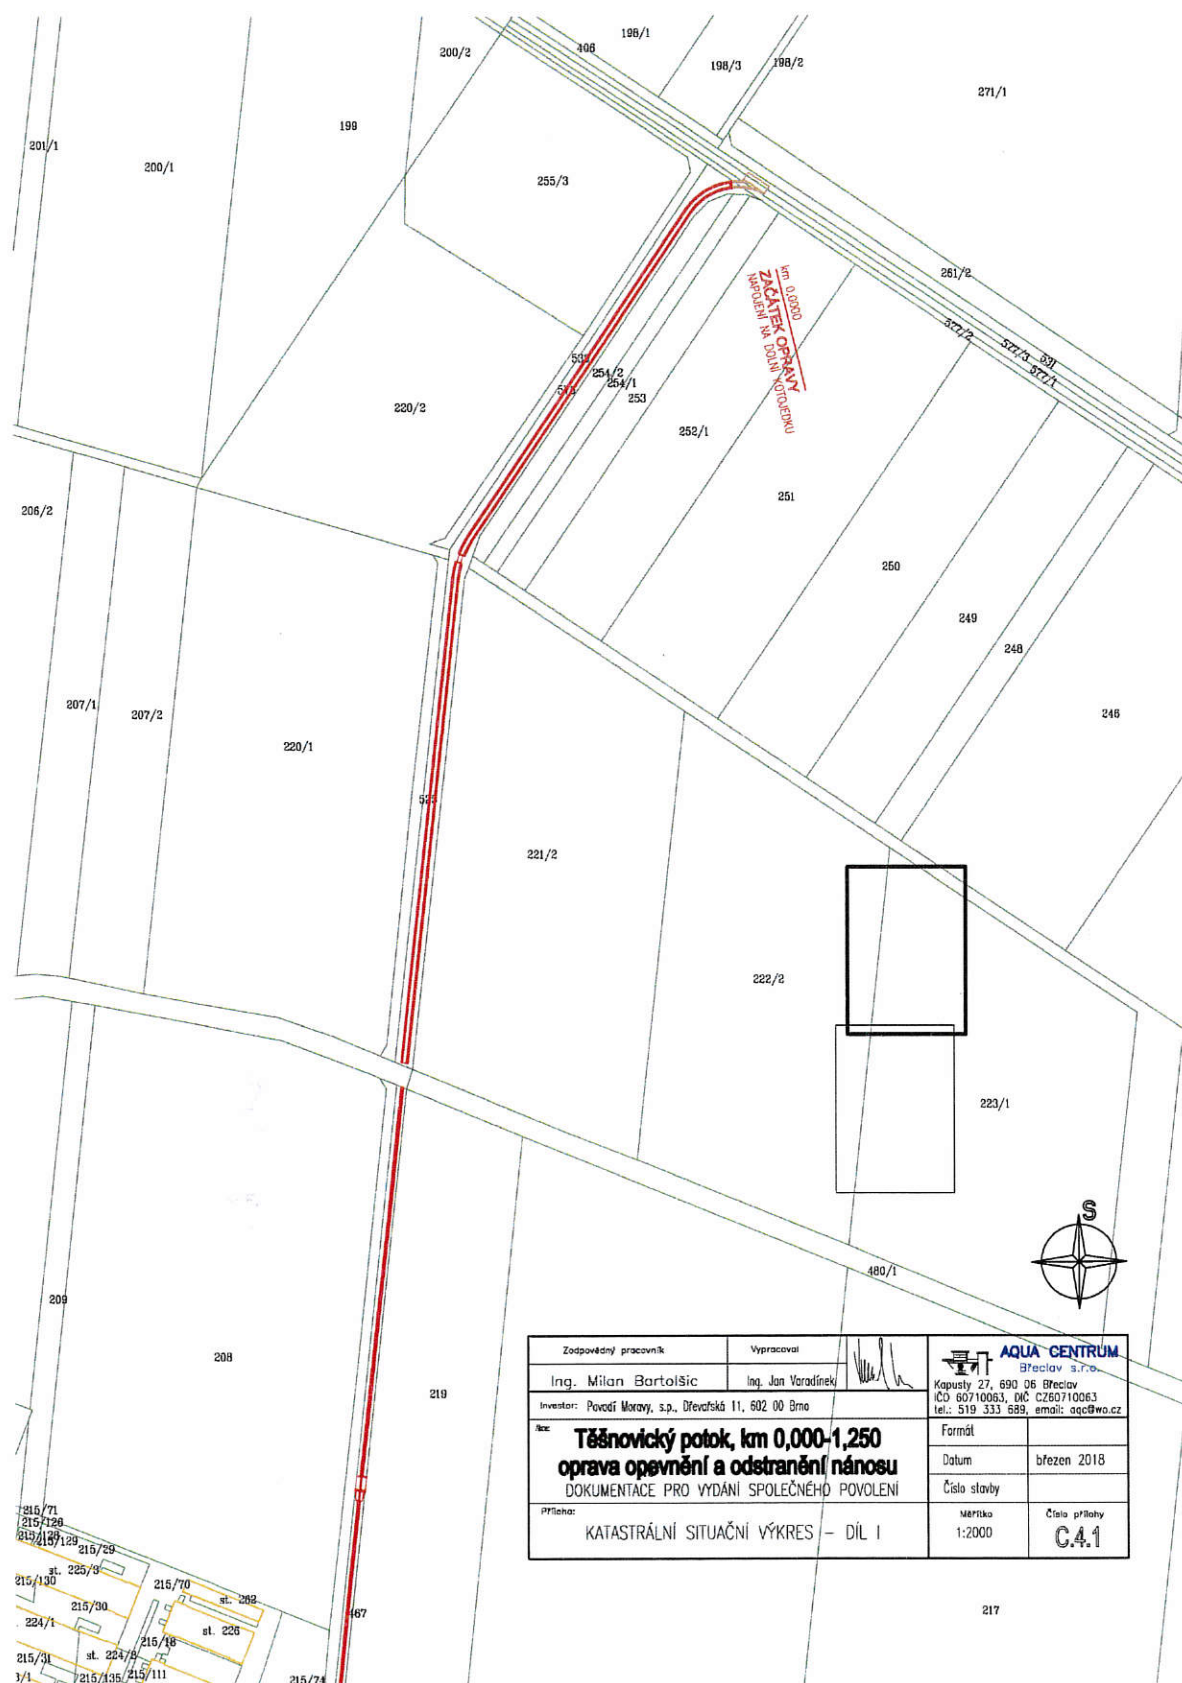 198/1
406
200/2
198/3
198/2
271/1
199
201/1
200/1
255/3
261/2
km 0,0000
ZAČÁTEK OPRAVY
NAPOJENÍ NA DOLNÍ KOTOJEDKU
577/2
577/3
531
577/1
254/2
254/1
253
220/2
252/1
251
206/2
250
249
248
246
207/1
207/2
220/1
221/2
222/2
223/1
S
480/1
209
208
219
Zodpovědný pracovník
Vypracoval
Ing. Milan Bartolšic
Ing. Jan Varadínek
AQUA CENTRUM
Břeclav s.r.o.
Kapusty 27, 690 06 Břeclav
IČO 60710063, DIČ CZ60710063
tel.: 519 333 689, email: aqc@wo.cz
Investor: Povodí Moravy, s.p., Dřevařská 11, 602 00 Brno
Akce:
Těšnovický potok, km 0,000-1,250
oprava opevnění a odstranění nánosu
DOKUMENTACE PRO VYDÁNÍ SPOLEČNÉHO POVOLENÍ
Formát
Datum
březen 2018
Číslo stavby
Příloha:
KATASTRÁLNÍ SITUAČNÍ VÝKRES - DÍL I
Měřítko
1:2000
Číslo přílohy
C.4.1
215/71
215/126
215/128
215/129
215/29
st. 225/3
215/130
215/70
st. 262
215/30
224/1
st. 226
467
217
215/18
215/31
st. 224/2
215/135
215/111
215/74